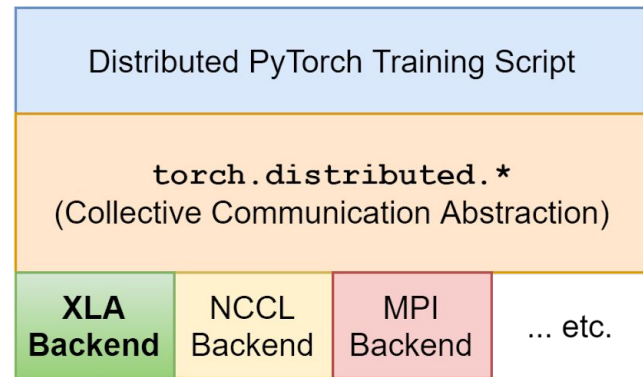 Distributed PyTorch Training Script
torch.distributed.*
(Collective Communication Abstraction)
XLA
Backend
NCCL
Backend
MPI
Backend
... etc.